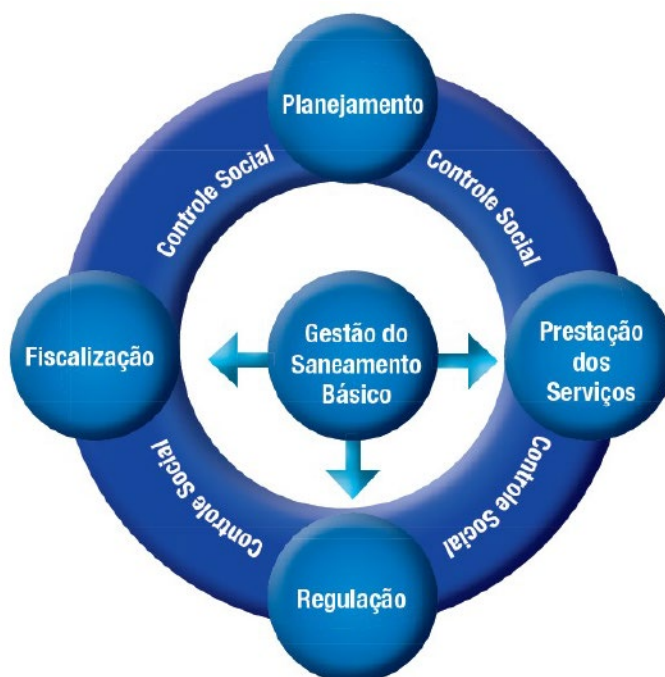 Planejamento
Controle Social
Controle Social
Fiscalização
Gestão do
Saneamento
Básico
Prestação
dos
Serviços
Controle Social
Controle Social
Regulação